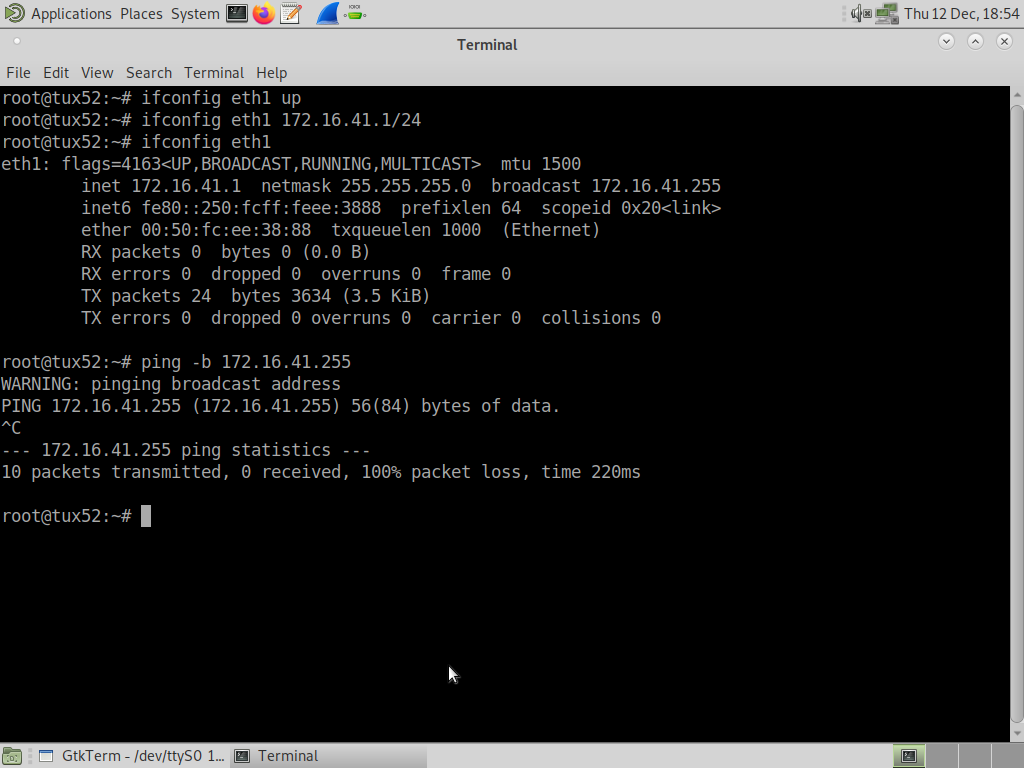 Applications Places System Thu 12 Dec, 18:54
Terminal
File Edit View Search Terminal Help
root@tux52:~# ifconfig eth1 up
root@tux52:~# ifconfig eth1 172.16.41.1/24
root@tux52:~# ifconfig eth1
eth1: flags=4163<UP,BROADCAST,RUNNING,MULTICAST>  mtu 1500
        inet 172.16.41.1  netmask 255.255.255.0  broadcast 172.16.41.255
        inet6 fe80::250:fcff:feee:3888  prefixlen 64  scopeid 0x20<link>
        ether 00:50:fc:ee:38:88  txqueuelen 1000  (Ethernet)
        RX packets 0  bytes 0 (0.0 B)
        RX errors 0  dropped 0  overruns 0  frame 0
        TX packets 24  bytes 3634 (3.5 KiB)
        TX errors 0  dropped 0 overruns 0  carrier 0  collisions 0
root@tux52:~# ping -b 172.16.41.255
WARNING: pinging broadcast address
PING 172.16.41.255 (172.16.41.255) 56(84) bytes of data.
^C
--- 172.16.41.255 ping statistics ---
10 packets transmitted, 0 received, 100% packet loss, time 220ms
root@tux52:~#
GtkTerm - /dev/ttyS0 1... Terminal